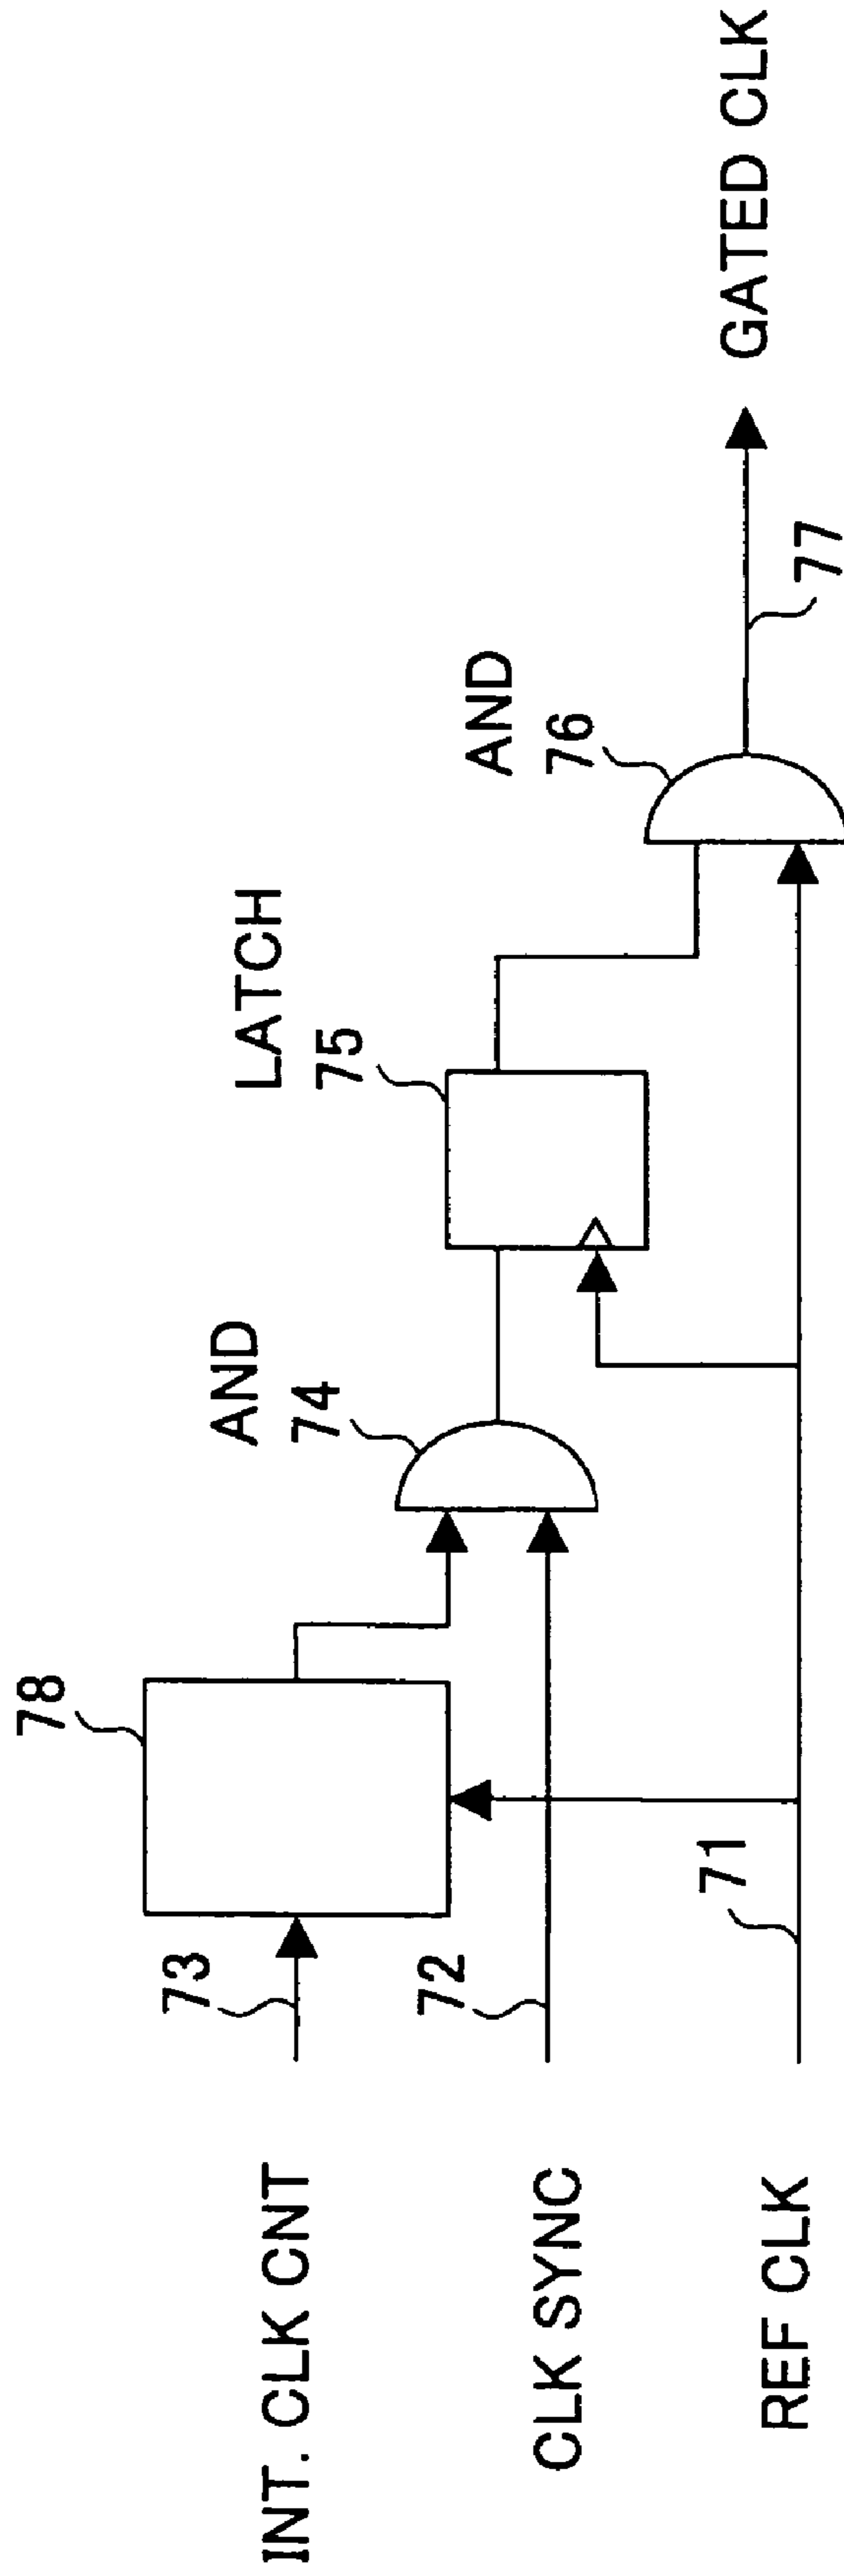 INT. CLK CNT
73
78
CLK SYNC
72
AND
74
LATCH
75
AND
76
REF CLK
71
77
GATED CLK